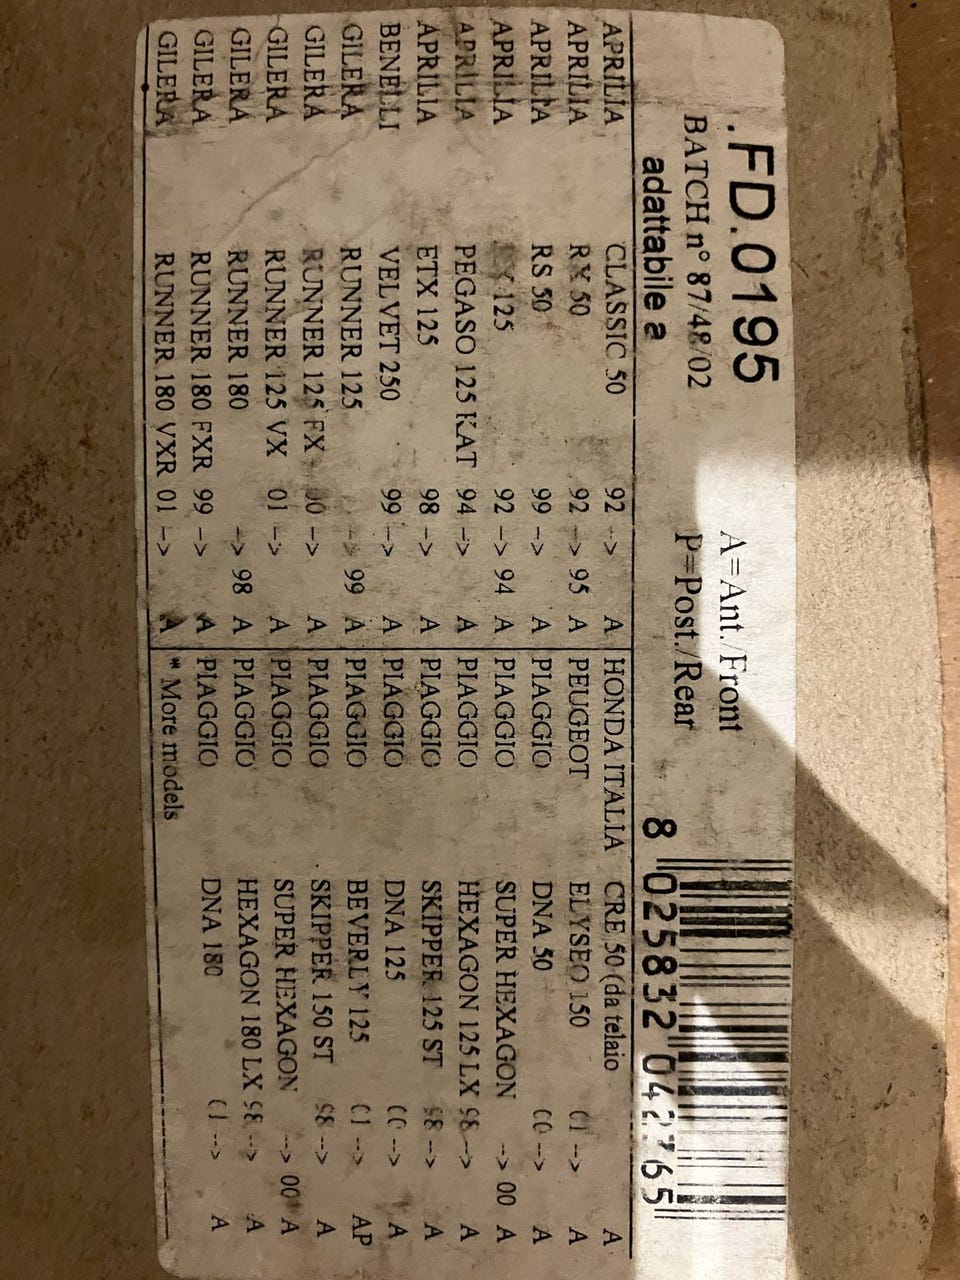 .FD.0195
BATCH n° 87/48/02
A=Ant./Front
P=Post./Rear
adattabile a
8 025832 042765
APRILIA CLASSIC 50 92 --> A
APRILIA RX 50 92 --> 95 A
APRILIA RS 50 99 --> A
APRILIA 125 92 --> 94 A
APRILIA PEGASO 125 KAT 94 --> A
APRILIA ETX 125 98 --> A
BENELLI VELVET 250 99 --> A
GILERA RUNNER 125 --> 99 A
GILERA RUNNER 125 FX 00 --> A
GILERA RUNNER 125 VX 01 --> A
GILERA RUNNER 180 --> 98 A
GILERA RUNNER 180 FXR 99 --> A
GILERA RUNNER 180 VXR 01 --> A
HONDA ITALIA CRE 50 (da telaio A
PEUGEOT ELYSEO 150 01 --> A
PIAGGIO DNA 50 00 --> A
PIAGGIO SUPER HEXAGON --> 00 A
PIAGGIO HEXAGON 125 LX 98 --> A
PIAGGIO SKIPPER 125 ST 98 --> A
PIAGGIO DNA 125 00 --> A
PIAGGIO BEVERLY 125 01 --> AP
PIAGGIO SKIPPER 150 ST 98 --> A
PIAGGIO SUPER HEXAGON --> 00 A
PIAGGIO HEXAGON 180 LX 98 --> A
PIAGGIO DNA 180 01 --> A
** More models